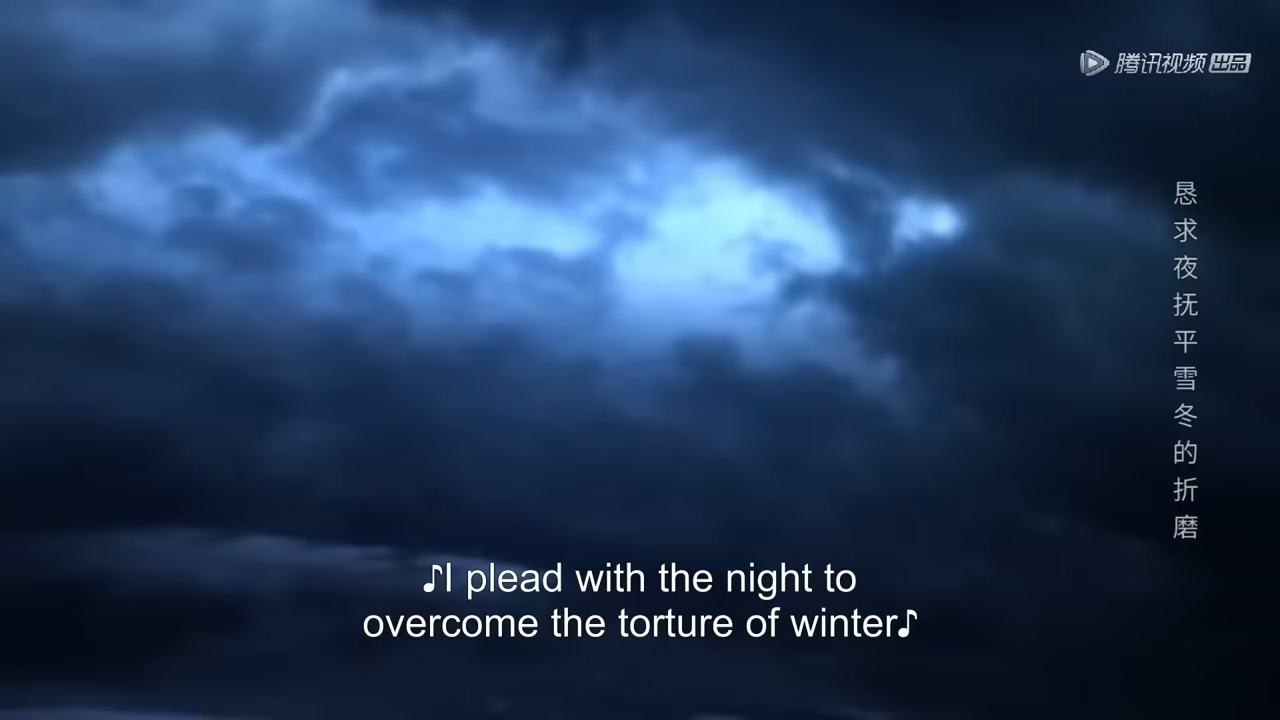 腾讯视频 出品
恳求夜抚平雪冬的折磨
♪I plead with the night to
overcome the torture of winter♪